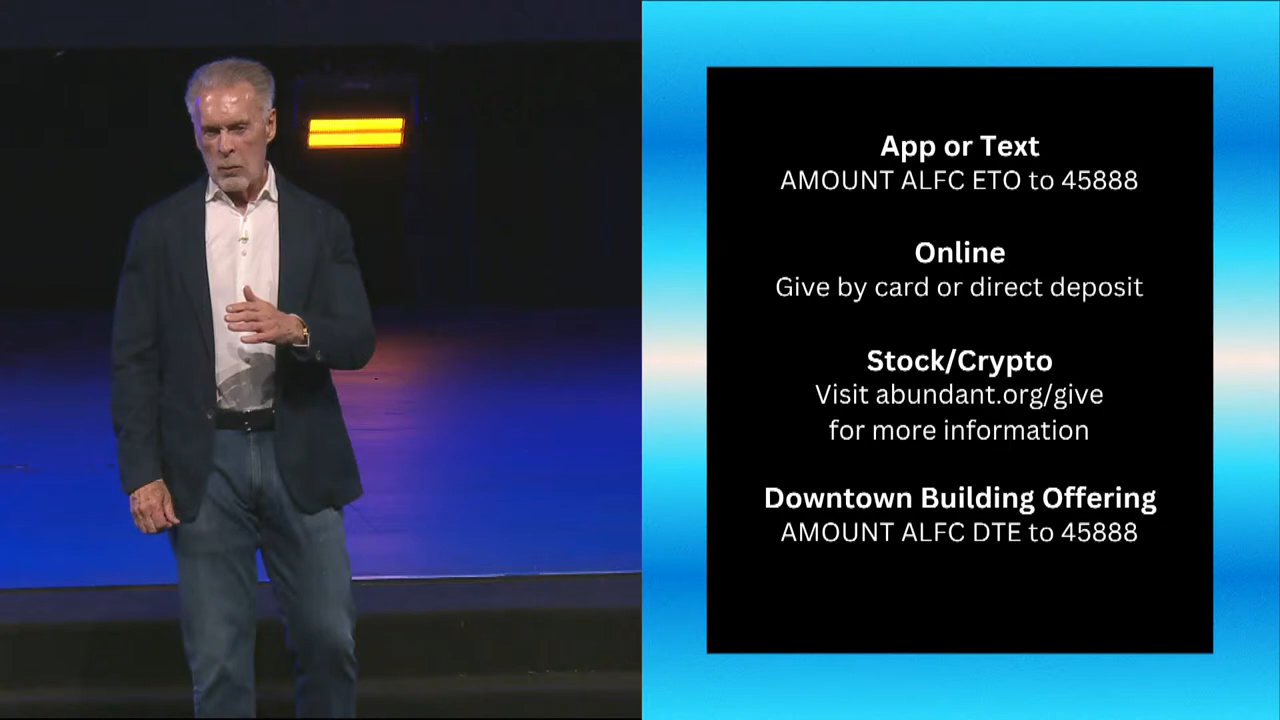 App or Text
AMOUNT ALFC ETO to 45888
Online
Give by card or direct deposit
Stock/Crypto
Visit abundant.org/give
for more information
Downtown Building Offering
AMOUNT ALFC DTE to 45888